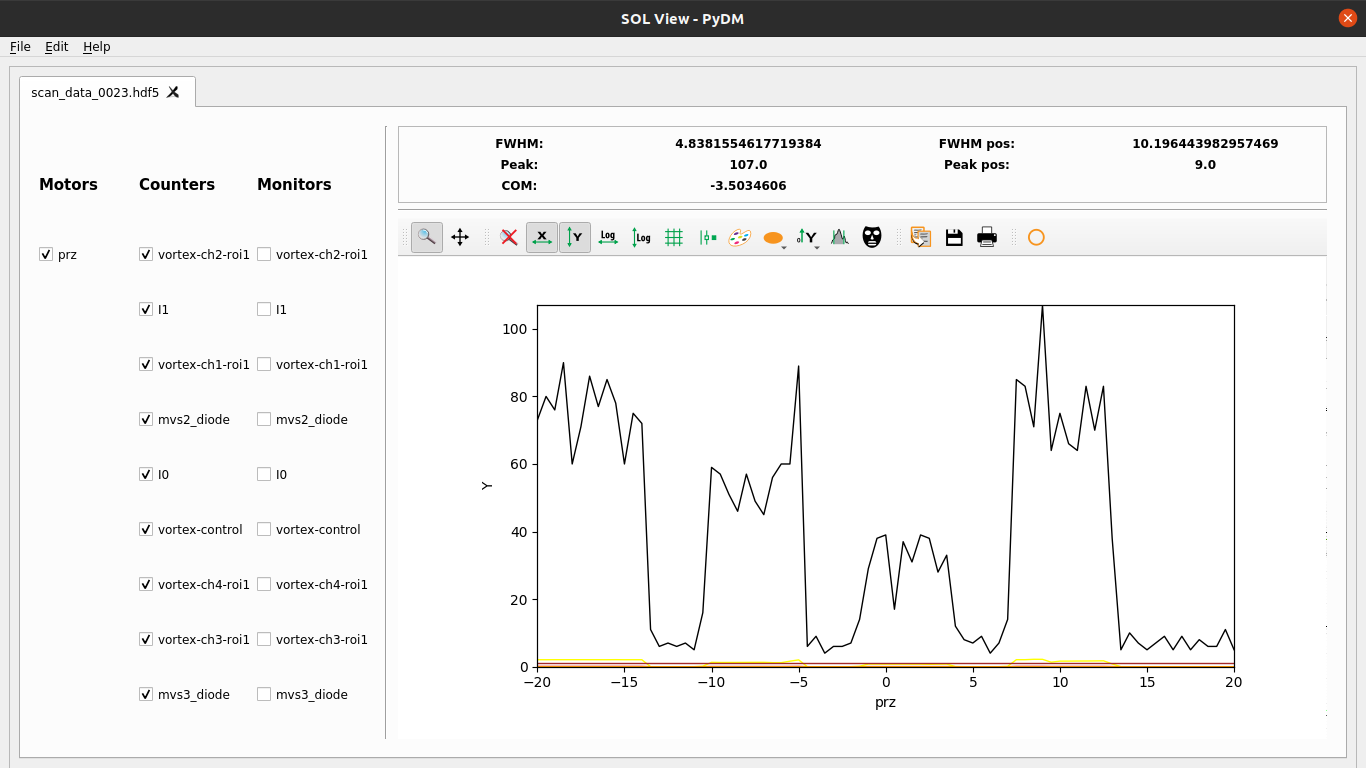 SOL View - PyDM
File Edit Help
scan_data_0023.hdf5
FWHM: 4.8381554617719384 FWHM pos: 10.196443982957469
Peak: 107.0 Peak pos: 9.0
COM: -3.5034606
Motors Counters Monitors
X Y Log Log Y
prz vortex-ch2-roi1 vortex-ch2-roi1
I1 I1
vortex-ch1-roi1 vortex-ch1-roi1
mvs2_diode mvs2_diode
I0 I0
vortex-control vortex-control
vortex-ch4-roi1 vortex-ch4-roi1
vortex-ch3-roi1 vortex-ch3-roi1
mvs3_diode mvs3_diode
100
80
60
Y
40
20
0
−20 −15 −10 −5 0 5 10 15 20
prz